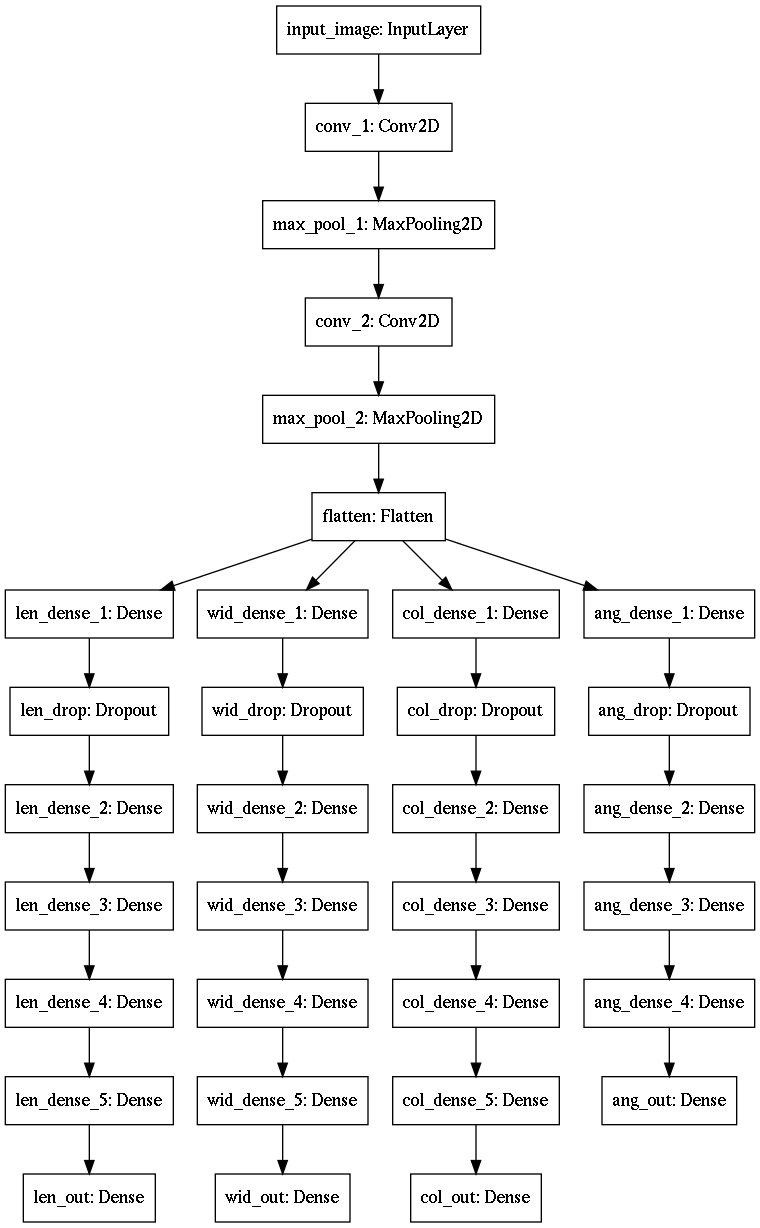 input_image: InputLayer
conv_1: Conv2D
max_pool_1: MaxPooling2D
conv_2: Conv2D
max_pool_2: MaxPooling2D
flatten: Flatten
len_dense_1: Dense
wid_dense_1: Dense
col_dense_1: Dense
ang_dense_1: Dense
len_drop: Dropout
wid_drop: Dropout
col_drop: Dropout
ang_drop: Dropout
len_dense_2: Dense
wid_dense_2: Dense
col_dense_2: Dense
ang_dense_2: Dense
len_dense_3: Dense
wid_dense_3: Dense
col_dense_3: Dense
ang_dense_3: Dense
len_dense_4: Dense
wid_dense_4: Dense
col_dense_4: Dense
ang_dense_4: Dense
len_dense_5: Dense
wid_dense_5: Dense
col_dense_5: Dense
ang_out: Dense
len_out: Dense
wid_out: Dense
col_out: Dense